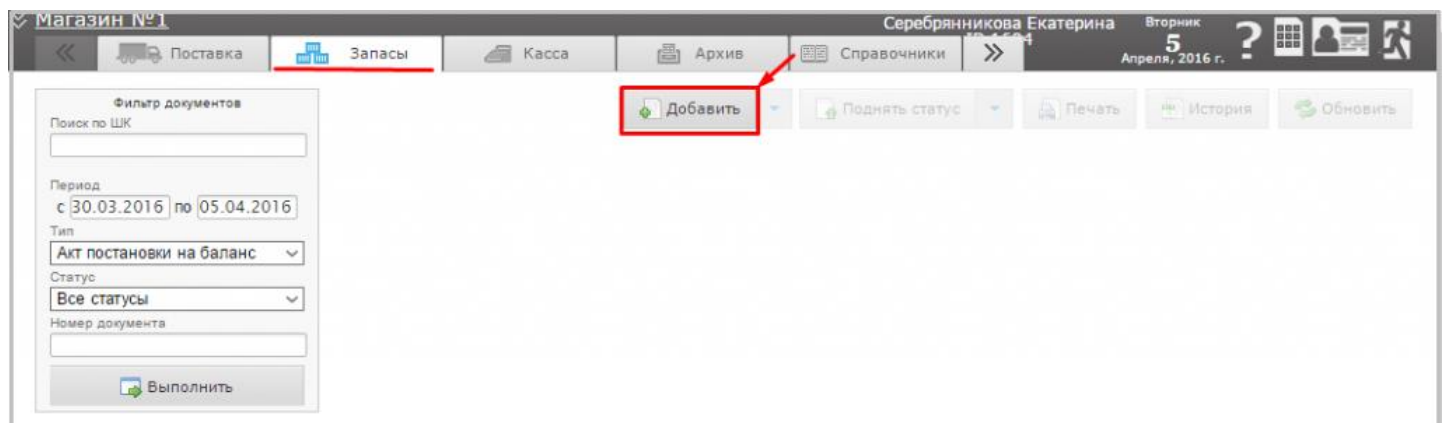 Магазин №1
Серебрянникова Екатерина
Вторник
5
Апреля, 2016 г.
?
Поставка
Запасы
Касса
Архив
Справочники
Фильтр документов
Поиск по ШК
Период
с 30.03.2016 по 05.04.2016
Тип
Акт постановки на баланс
Статус
Все статусы
Номер документа
Выполнить
Добавить
Поднять статус
Печать
История
Обновить